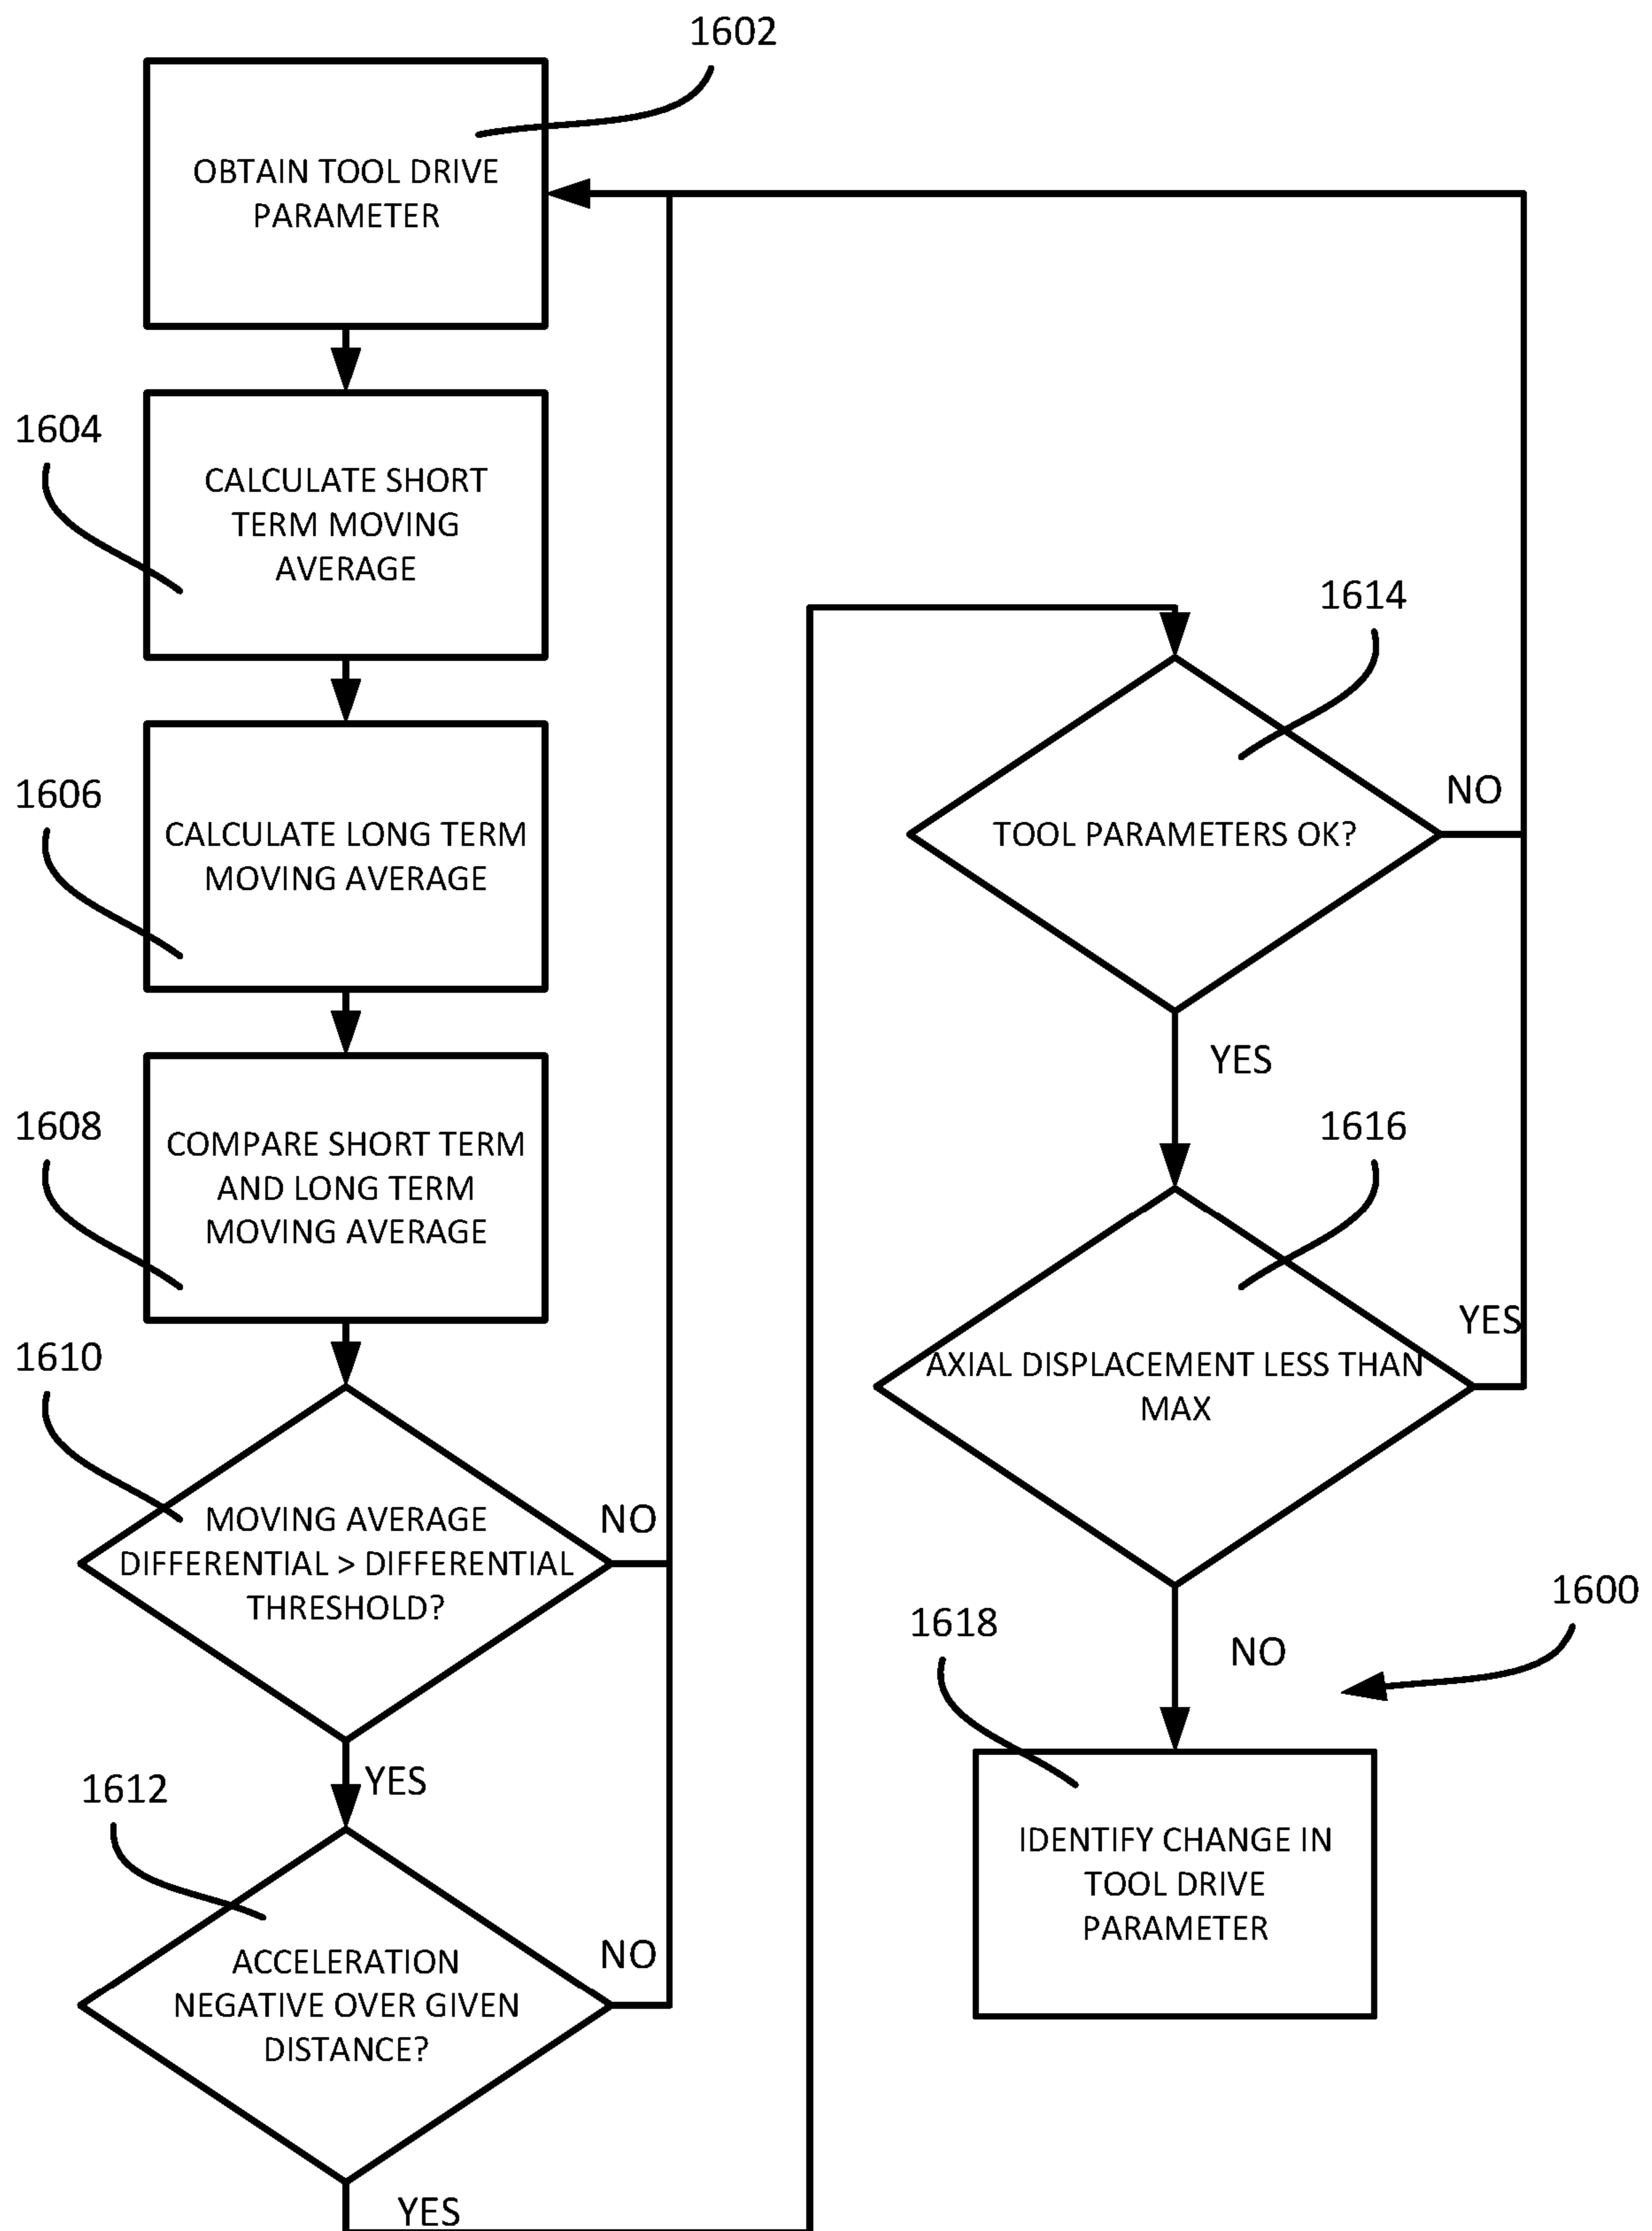 1602
OBTAIN TOOL DRIVE
PARAMETER
1604
CALCULATE SHORT
TERM MOVING
AVERAGE
1606
CALCULATE LONG TERM
MOVING AVERAGE
1608
COMPARE SHORT TERM
AND LONG TERM
MOVING AVERAGE
1610
MOVING AVERAGE
DIFFERENTIAL > DIFFERENTIAL
THRESHOLD?
NO
YES
1612
ACCELERATION
NEGATIVE OVER GIVEN
DISTANCE?
NO
YES
1614
TOOL PARAMETERS OK?
NO
YES
1616
AXIAL DISPLACEMENT LESS THAN
MAX
YES
NO
1600
1618
IDENTIFY CHANGE IN
TOOL DRIVE
PARAMETER